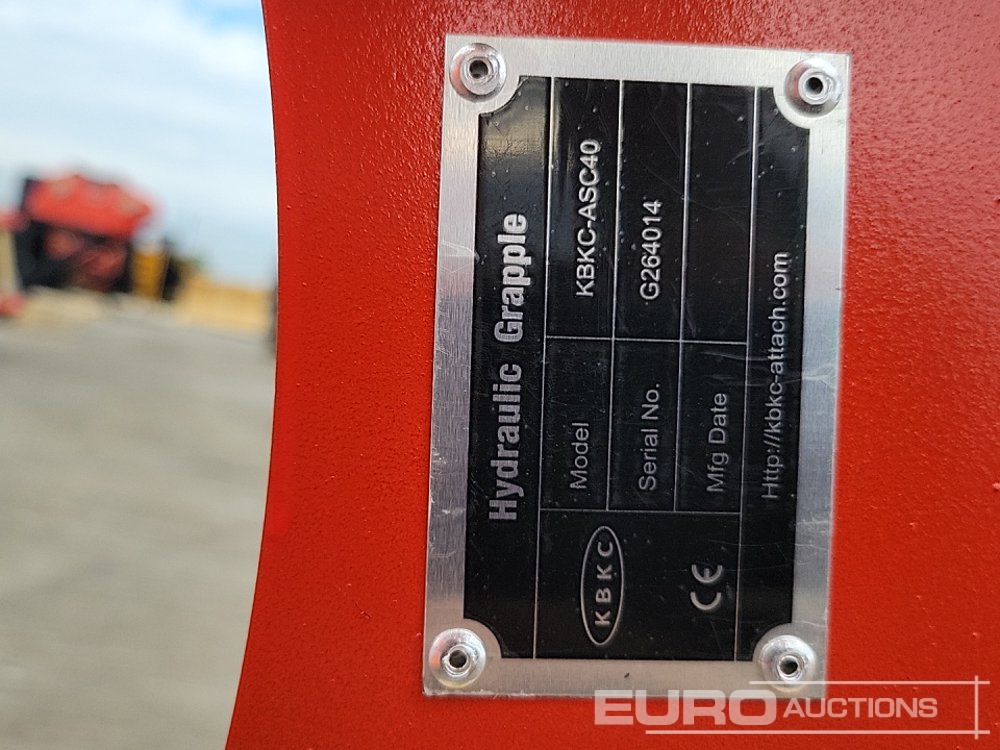 Hydraulic Grapple
KBKC
CE
Model KBKC-ASC40
Serial No. G264014
Mfg Date
Http://kbkc-attach.com
EURO AUCTIONS